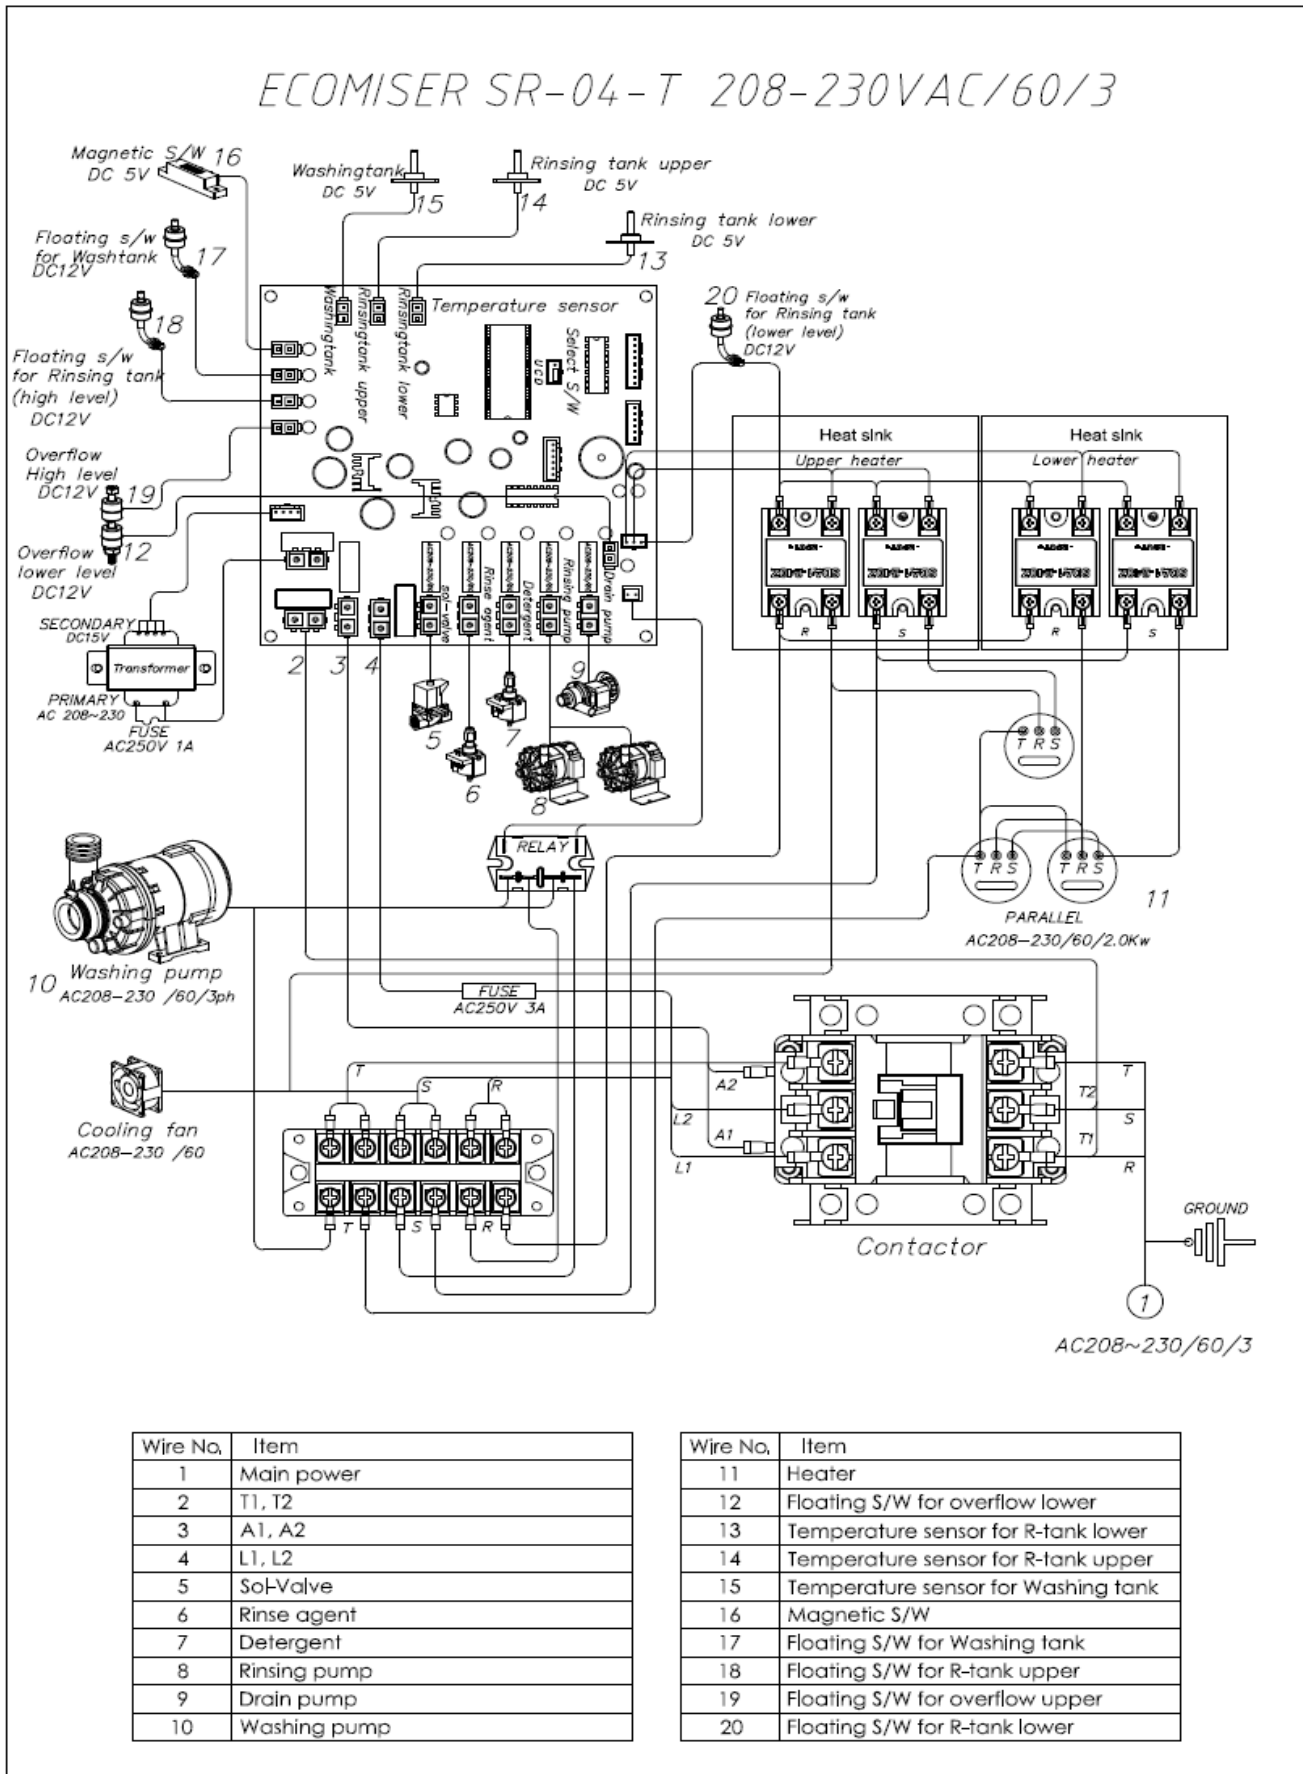 ECOMISER SR-04-T 208-230VAC/60/3
Magnetic S/W 16
DC 5V
Washingtank
DC 5V
15
Rinsing tank upper
DC 5V
14
Rinsing tank lower
DC 5V
13
Floating s/w
for Washtank
DC12V
17
18
Floating s/w
for Rinsing tank
(high level)
DC12V
Overflow
High level
DC12V
19
12
Overflow
lower level
DC12V
Washingtank
Rinsingtank upper
Rinsingtank lower
Temperature sensor
Select S/W
U C D
20 Floating s/w
for Rinsing tank
(lower level)
DC12V
Heat sink
Upper heater
Heat sink
Lower heater
R
S
R
S
sol-valve
Rinse agent
Detergent
Rinsing pump
Drain pump
SECONDARY
DC15V
Transformer
PRIMARY
AC 208~230
FUSE
AC250V 1A
2
3
4
5
6
7
8
9
T R S
T R S
T R S
11
PARALLEL
AC208-230/60/2.0Kw
RELAY
10 Washing pump
AC208-230 /60/3ph
FUSE
AC250V 3A
Cooling fan
AC208-230 /60
T
S
R
T
S
R
A2
L2
A1
L1
T
T2
S
T1
R
Contactor
GROUND
1
AC208~230/60/3
Wire No. Item
1 Main power
2 T1, T2
3 A1, A2
4 L1, L2
5 Sol-Valve
6 Rinse agent
7 Detergent
8 Rinsing pump
9 Drain pump
10 Washing pump
Wire No. Item
11 Heater
12 Floating S/W for overflow lower
13 Temperature sensor for R-tank lower
14 Temperature sensor for R-tank upper
15 Temperature sensor for Washing tank
16 Magnetic S/W
17 Floating S/W for Washing tank
18 Floating S/W for R-tank upper
19 Floating S/W for overflow upper
20 Floating S/W for R-tank lower